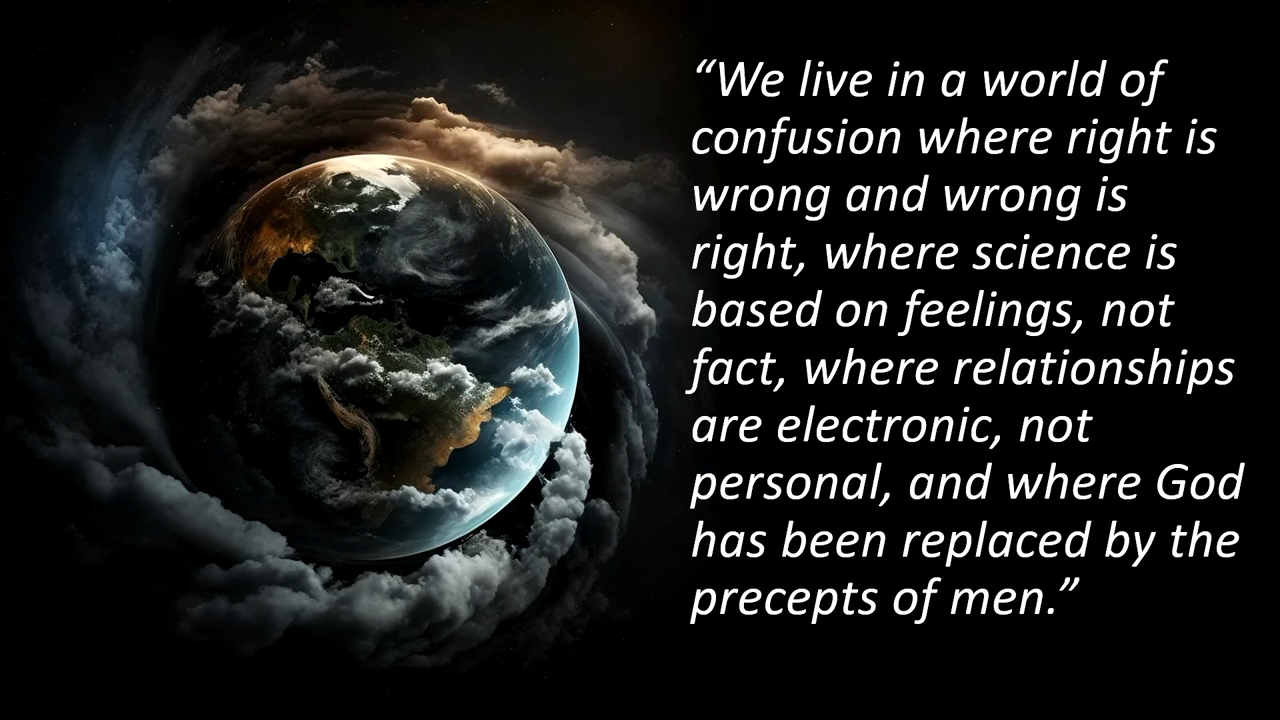 “We live in a world of
confusion where right is
wrong and wrong is
right, where science is
based on feelings, not
fact, where relationships
are electronic, not
personal, and where God
has been replaced by the
precepts of men.”